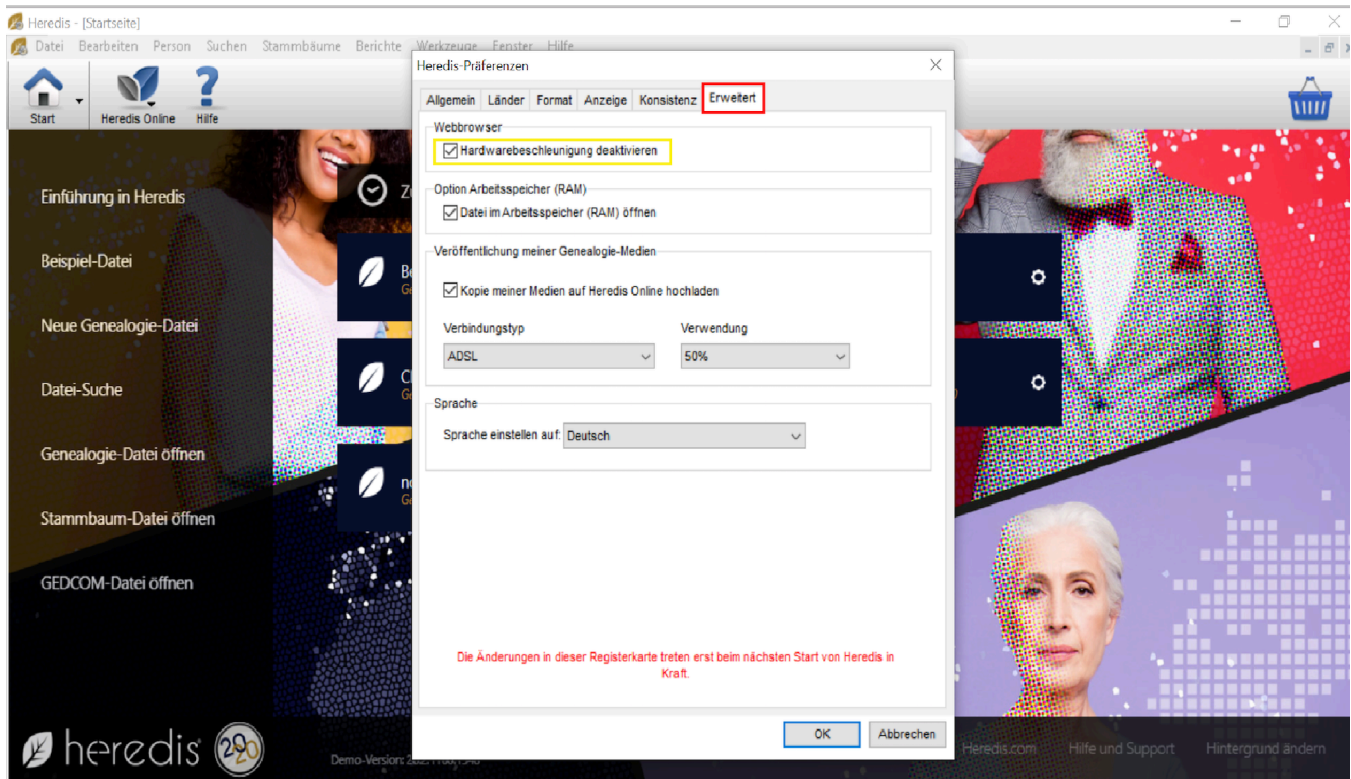 Heredis - [Startseite]
Datei Bearbeiten Person Suchen Stammbäume Berichte Werkzeuge Fenster Hilfe
Start
Heredis Online
Hilfe
Einführung in Heredis
Beispiel-Datei
Neue Genealogie-Datei
Datei-Suche
Genealogie-Datei öffnen
Stammbaum-Datei öffnen
GEDCOM-Datei öffnen
heredis
Demo-Version:
Heredis-Präferenzen
Allgemein Länder Format Anzeige Konsistenz Erweitert
Webbrowser
Hardwarebeschleunigung deaktivieren
Option Arbeitsspeicher (RAM)
Datei im Arbeitsspeicher (RAM) öffnen
Veröffentlichung meiner Genealogie-Medien
Kopie meiner Medien auf Heredis Online hochladen
Verbindungstyp Verwendung
ADSL 50%
Sprache
Sprache einstellen auf: Deutsch
Die Änderungen in dieser Registerkarte treten erst beim nächsten Start von Heredis in
Kraft.
OK Abbrechen
Heredis.com Hilfe und Support Hintergrund ändern